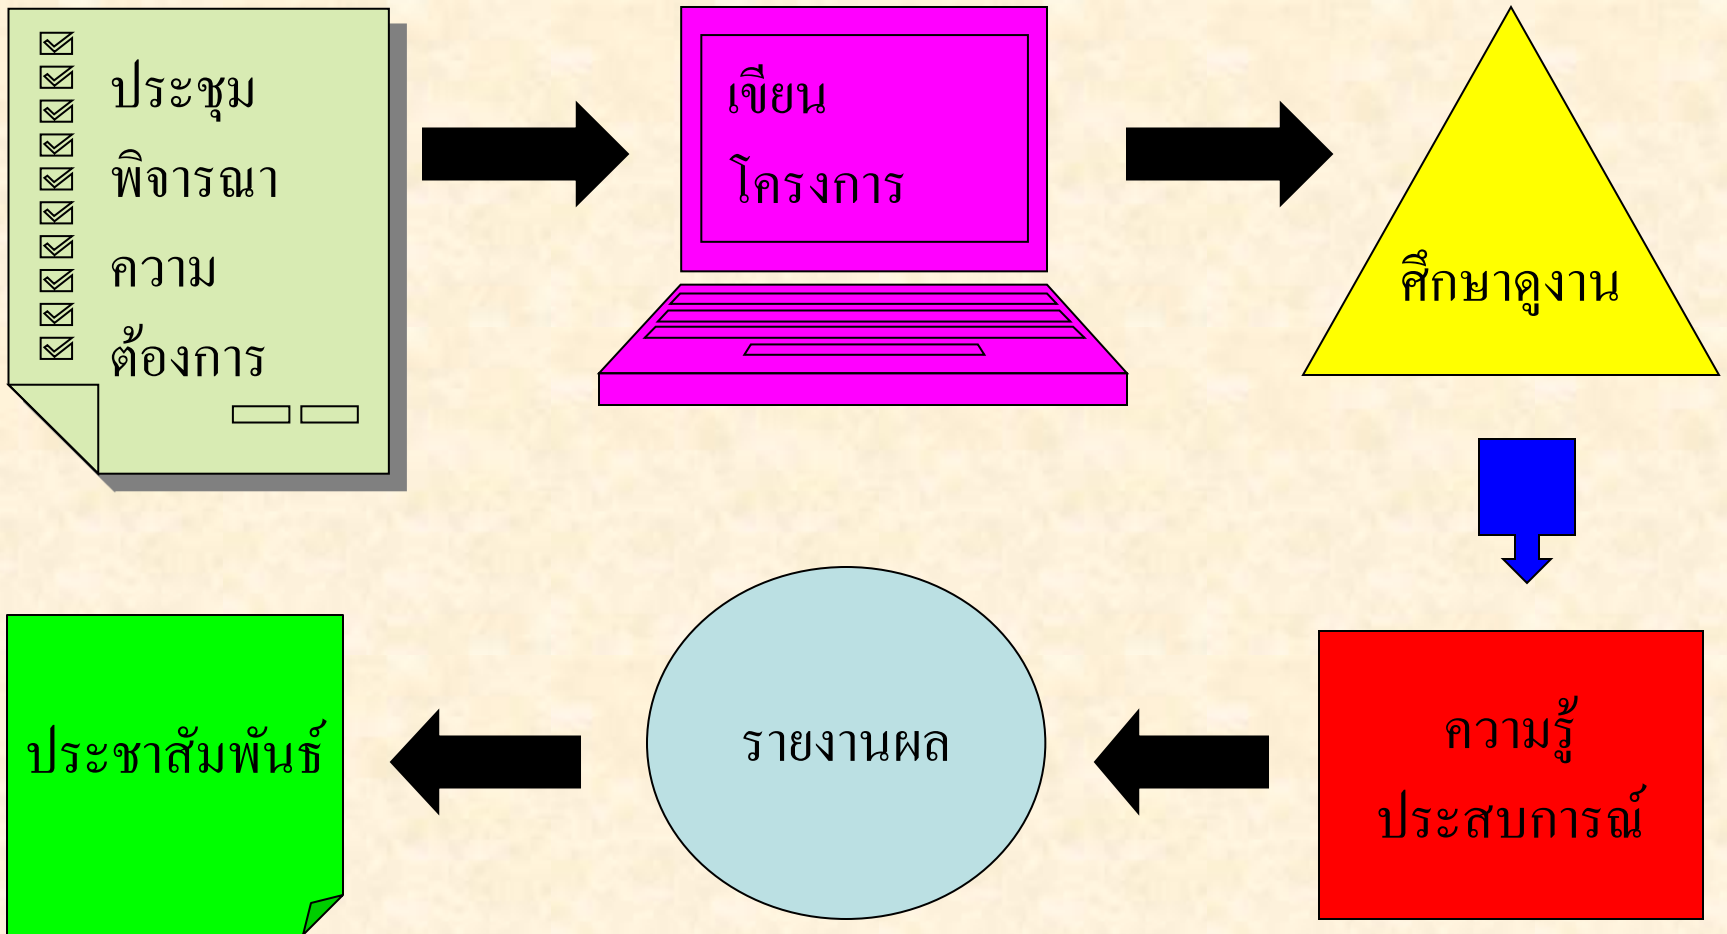 ประชุม
พิจารณา
ความ
ต้องการ
เขียน
โครงการ
ศึกษาดูงาน
ความรู้
ประสบการณ์
รายงานผล
ประชาสัมพันธ์